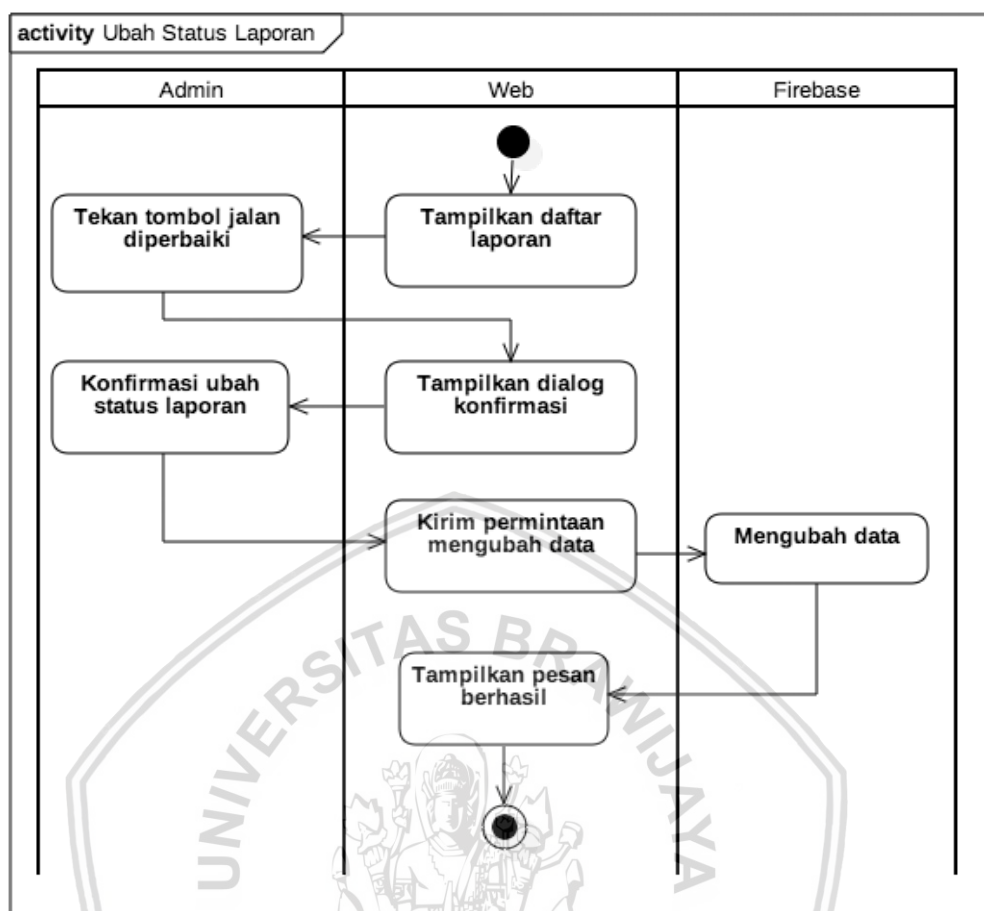 activity Ubah Status Laporan
Admin
Web
Firebase
Tampilkan daftar
laporan
Tekan tombol jalan
diperbaiki
Tampilkan dialog
konfirmasi
Konfirmasi ubah
status laporan
Kirim permintaan
mengubah data
Mengubah data
Tampilkan pesan
berhasil
UNIVERSITAS BRAWIJAYA